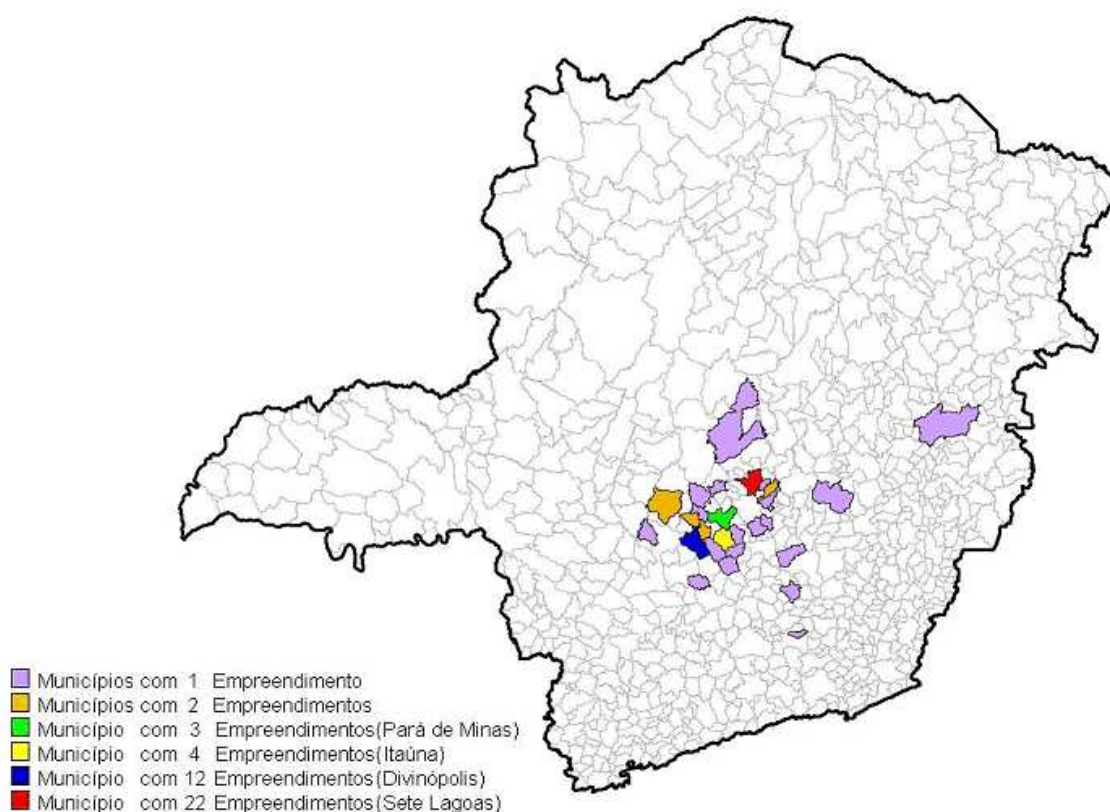 Municípios com 1 Empreendimento
Municípios com 2 Empreendimentos
Município com 3 Empreendimentos(Pará de Minas)
Município com 4 Empreendimentos(Itaúna)
Município com 12 Empreendimentos(Divinópolis)
Município com 22 Empreendimentos(Sete Lagoas)